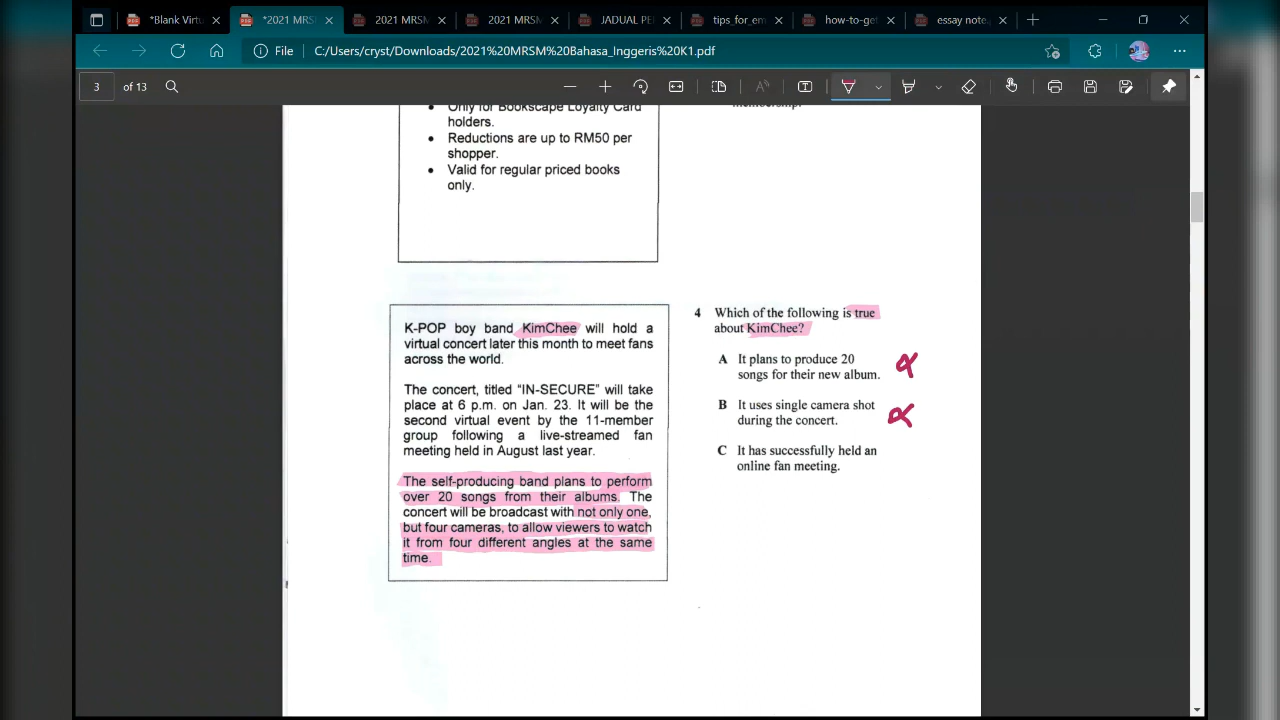 *Blank Virtu
*2021 MRSM
2021 MRSM
2021 MRSM
JADUAL PE
tips_for_em
how-to-get
essay note.p
File
C:/Users/cryst/Downloads/2021%20MRSM%20Bahasa_Inggeris%20K1.pdf
3 of 13
Only for Bookscape Loyalty Card
holders.
• Reductions are up to RM50 per
shopper.
• Valid for regular priced books
only.
membership.
K-POP boy band KimChee will hold a
virtual concert later this month to meet fans
across the world.
The concert, titled "IN-SECURE" will take
place at 6 p.m. on Jan. 23. It will be the
second virtual event by the 11-member
group following a live-streamed fan
meeting held in August last year.
The self-producing band plans to perform
over 20 songs from their albums. The
concert will be broadcast with not only one,
but four cameras, to allow viewers to watch
it from four different angles at the same
time.
4 Which of the following is true
about KimChee?
A It plans to produce 20
songs for their new album.
B It uses single camera shot
during the concert.
C It has successfully held an
online fan meeting.